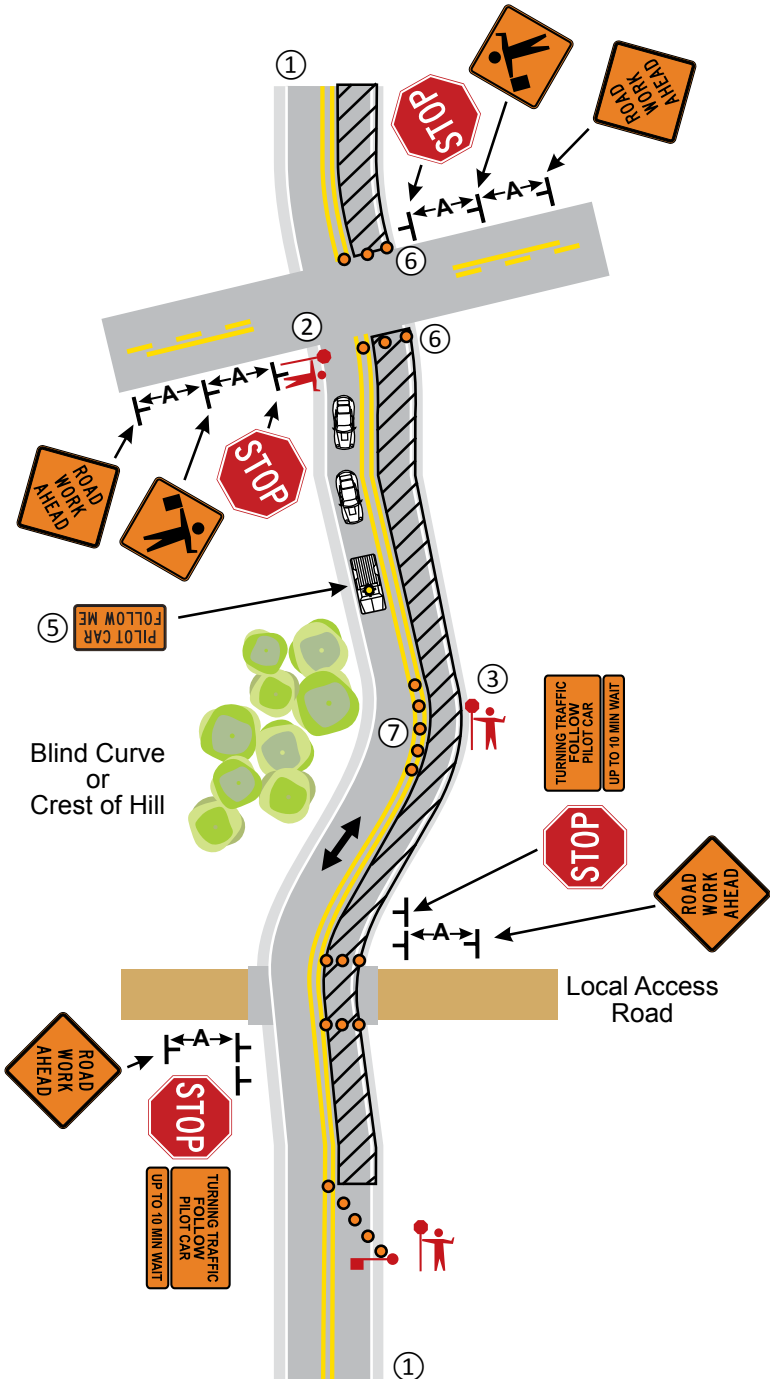 ①
STOP
ROAD
WORK
AHEAD
A
A
⑥
②
⑥
A
A
STOP
ROAD
WORK
AHEAD
⑤
PILOT CAR
FOLLOW ME
③
⑦
TURNING TRAFFIC
FOLLOW
PILOT CAR
UP TO 10 MIN WAIT
Blind Curve
or
Crest of Hill
STOP
ROAD
WORK
AHEAD
A
Local Access
Road
A
ROAD
WORK
AHEAD
STOP
TURNING TRAFFIC
FOLLOW
PILOT CAR
UP TO 10 MIN WAIT
①